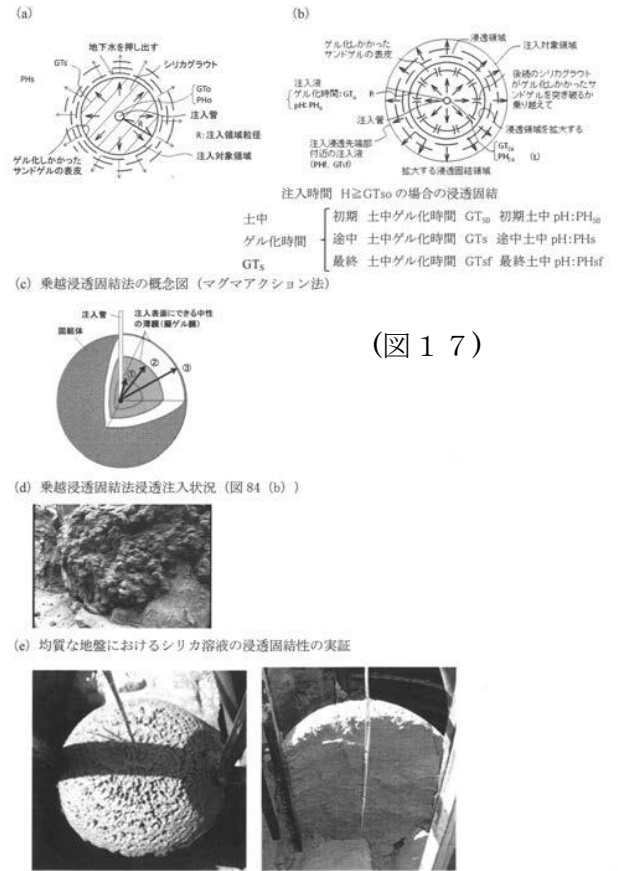 (a)
地下水を押し出す
GTs
シリカグラウト
PHs
GTo
PHo
注入管
R:注入領域粒径
注入対象領域
ゲル化しかかった
サンドゲルの表皮
(b)
浸透領域
ゲル化しかかった
サンドゲルの表皮
注入対象領域
注入液
ゲル化時間:GT₀
pH:PH₀
R
後続のシリカグラウト
がゲル化しかかったサ
ンドゲルを突き破るか
乗り越えて
注入管
浸透領域を拡大する
注入浸透先端部
付近の注入液
(PHf, GTsf)
拡大する浸透固結領域
注入時間 H≧GTso の場合の浸透固結
土中
ゲル化時間
GTs
初期 土中ゲル化時間 GTs₀ 初期土中 pH:PHs₀
途中 土中ゲル化時間 GTs 途中土中 pH:PHs
最終 土中ゲル化時間 GTsf 最終土中 pH:PHsf
(c) 乗越浸透固結法の概念図(マグマアクション法)
注入管
注入表面にできる中性
の薄膜(擬ゲル膜)
固結体
①
②
③
(図17)
(d) 乗越浸透固結法浸透注入状況(図 84 (b))
(e) 均質な地盤におけるシリカ溶液の浸透固結性の実証